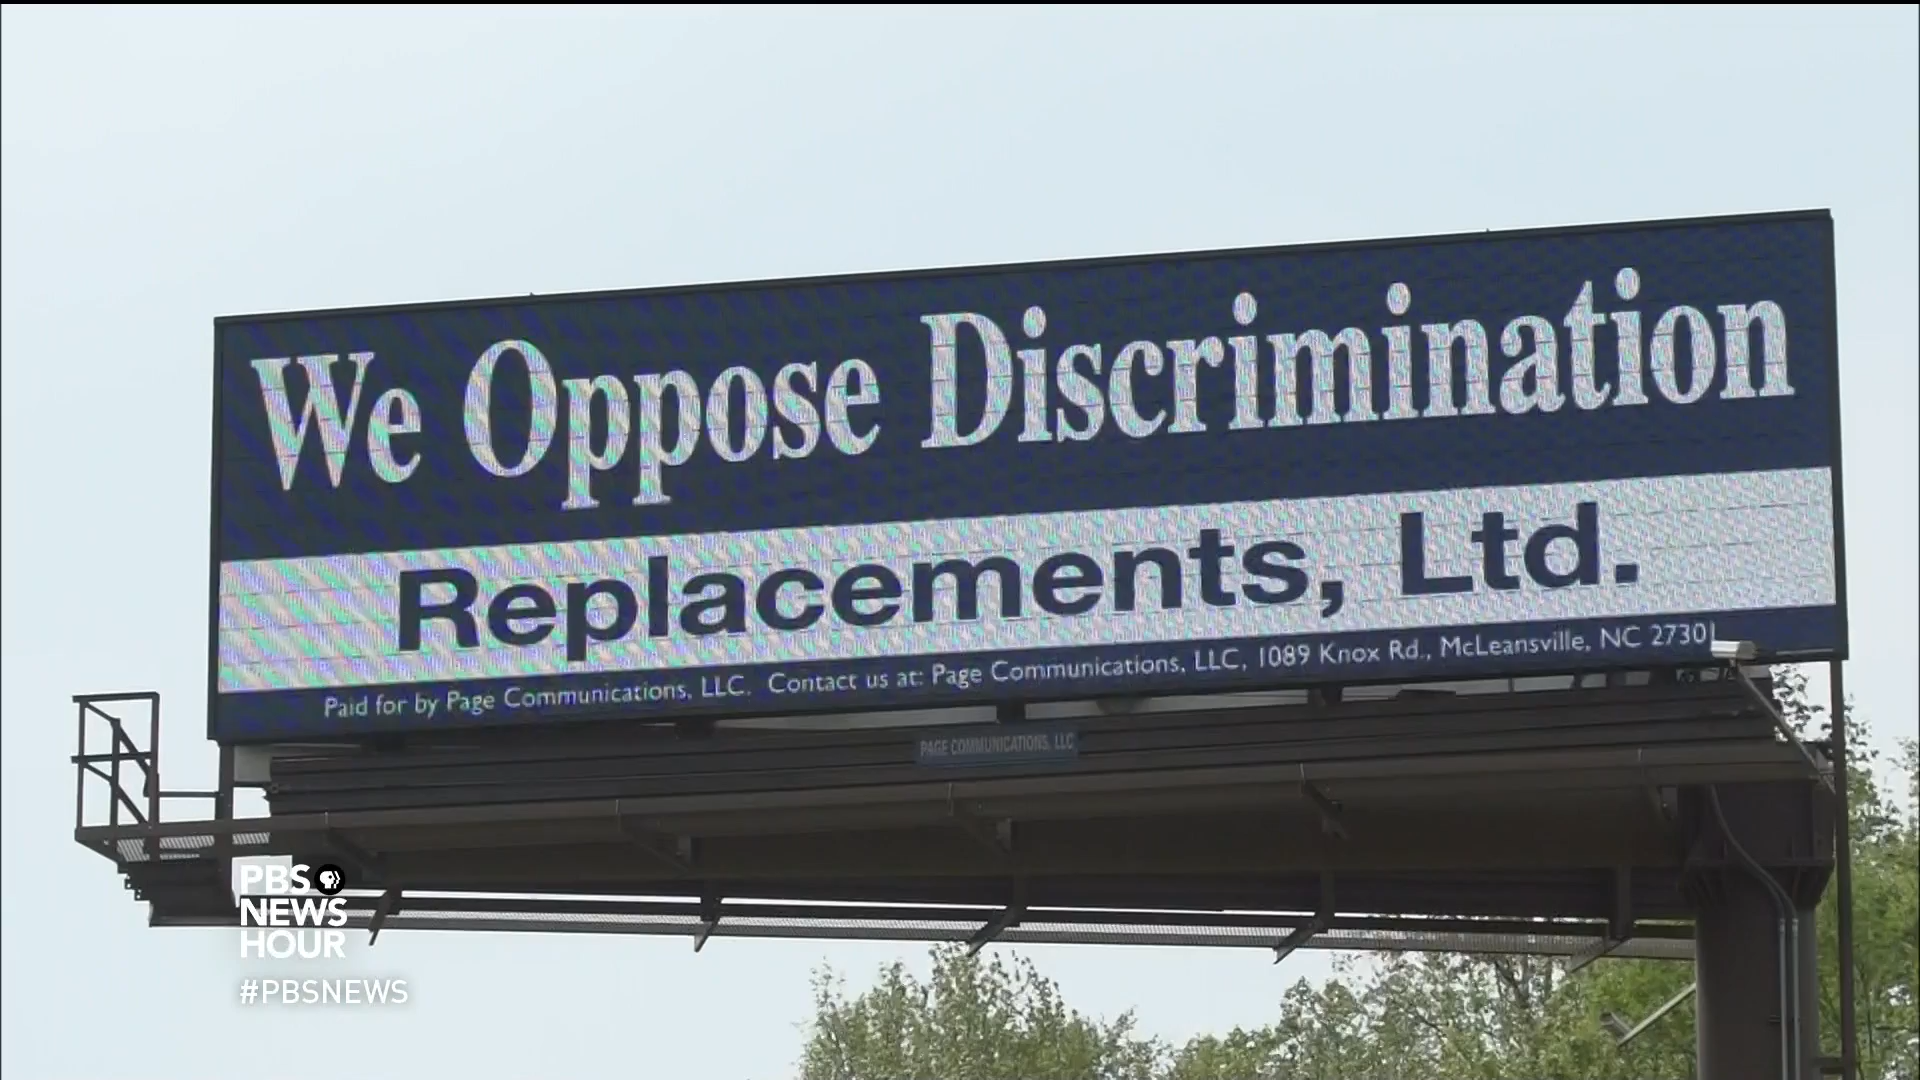 We Oppose Discrimination
Replacements, Ltd.
Paid for by Page Communications, LLC. Contact us at: Page Communications, LLC, 1089 Knox Rd., McLeansville, NC 27301
PAGE COMMUNICATIONS, LLC
PBS
NEWS
HOUR
#PBSNEWS